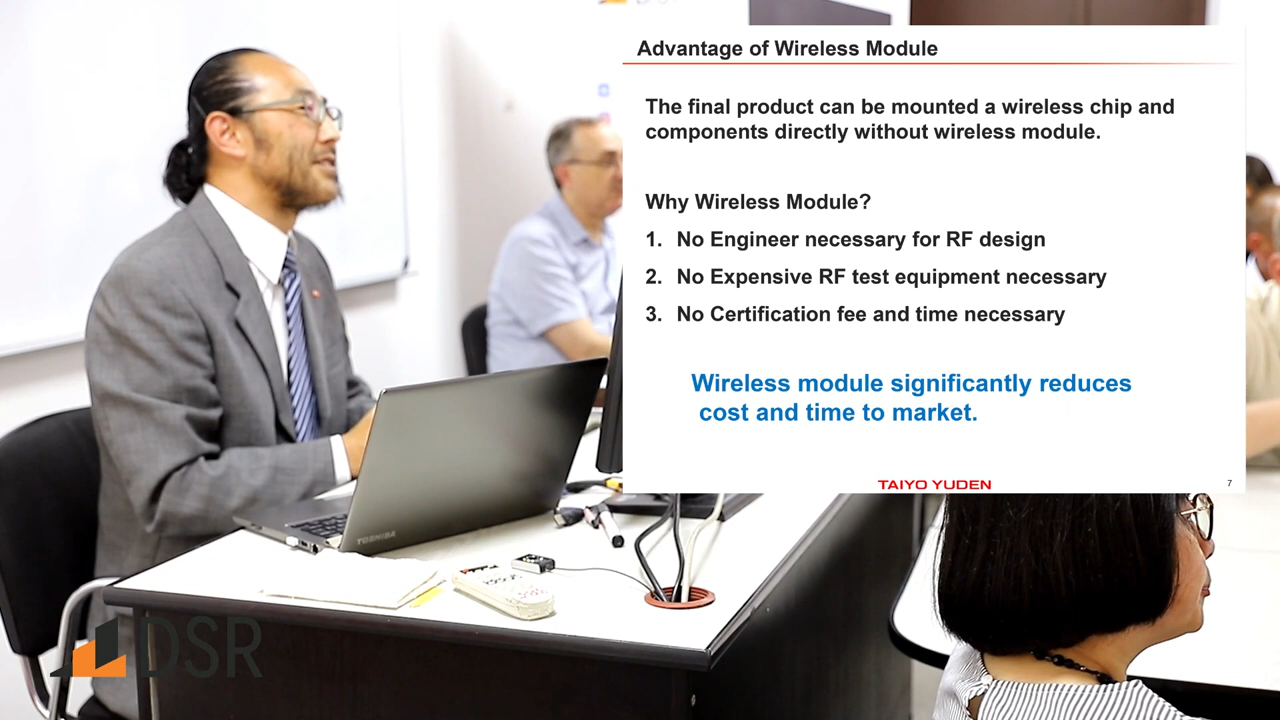 DSR
Advantage of Wireless Module
The final product can be mounted a wireless chip and
components directly without wireless module.
Why Wireless Module?
1. No Engineer necessary for RF design
2. No Expensive RF test equipment necessary
3. No Certification fee and time necessary
Wireless module significantly reduces
cost and time to market.
TAIYO YUDEN
7
TOSHIBA
DSR